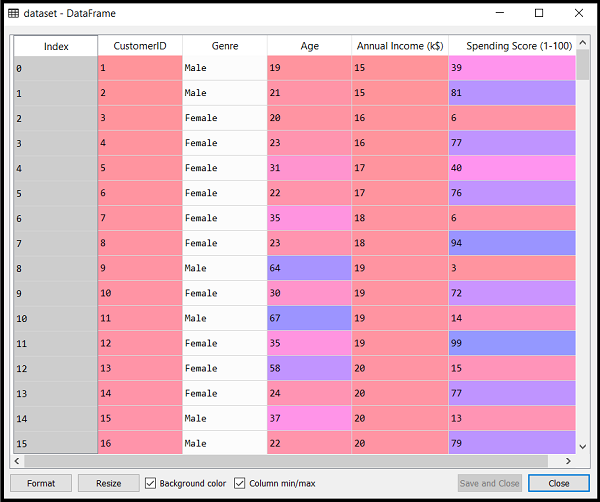 dataset - DataFrame
Index CustomerID Genre Age Annual Income (k$) Spending Score (1-100)
0 1 Male 19 15 39
1 2 Male 21 15 81
2 3 Female 20 16 6
3 4 Female 23 16 77
4 5 Female 31 17 40
5 6 Female 22 17 76
6 7 Female 35 18 6
7 8 Female 23 18 94
8 9 Male 64 19 3
9 10 Female 30 19 72
10 11 Male 67 19 14
11 12 Female 35 19 99
12 13 Female 58 20 15
13 14 Female 24 20 77
14 15 Male 37 20 13
15 16 Male 22 20 79
Format Resize Background color Column min/max Save and Close Close